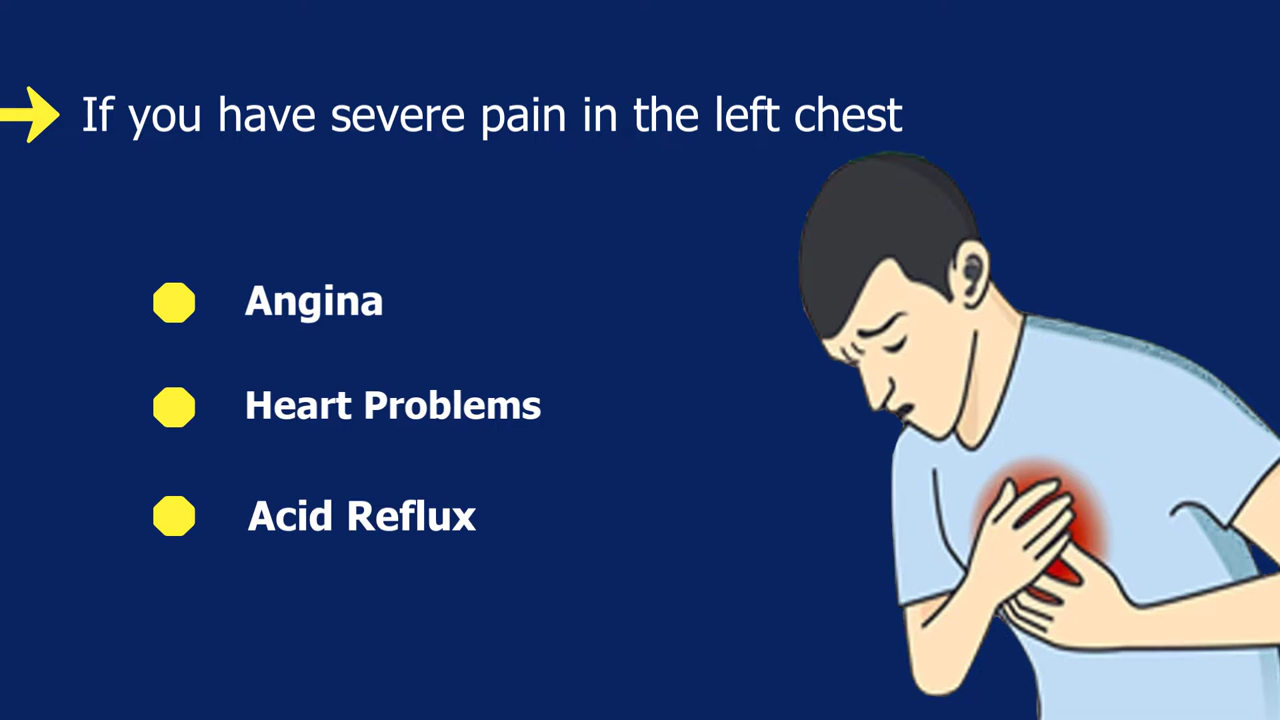 If you have severe pain in the left chest
Angina
Heart Problems
Acid Reflux